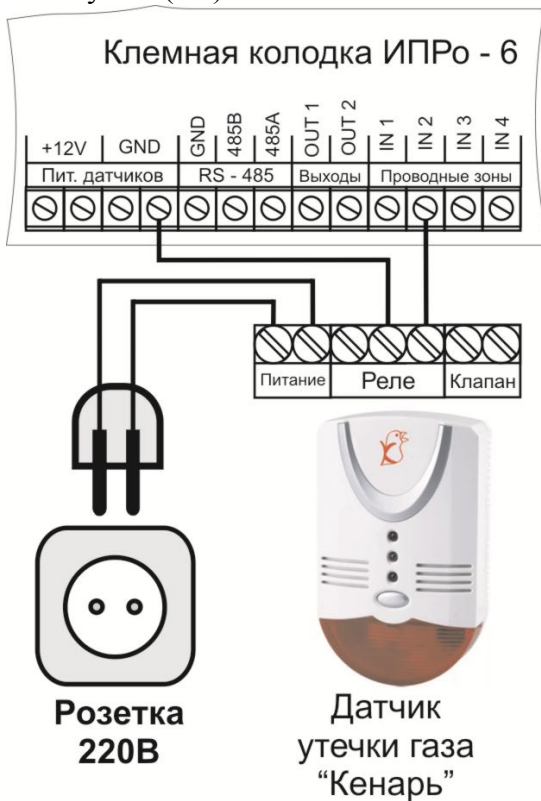 Клемная колодка ИПРо - 6
+12V GND GND 485B 485A OUT 1 OUT 2 IN 1 IN 2 IN 3 IN 4
Пит. датчиков RS - 485 Выходы Проводные зоны
Питание Реле Клапан
Розетка
220В
Датчик
утечки газа
“Кенарь”